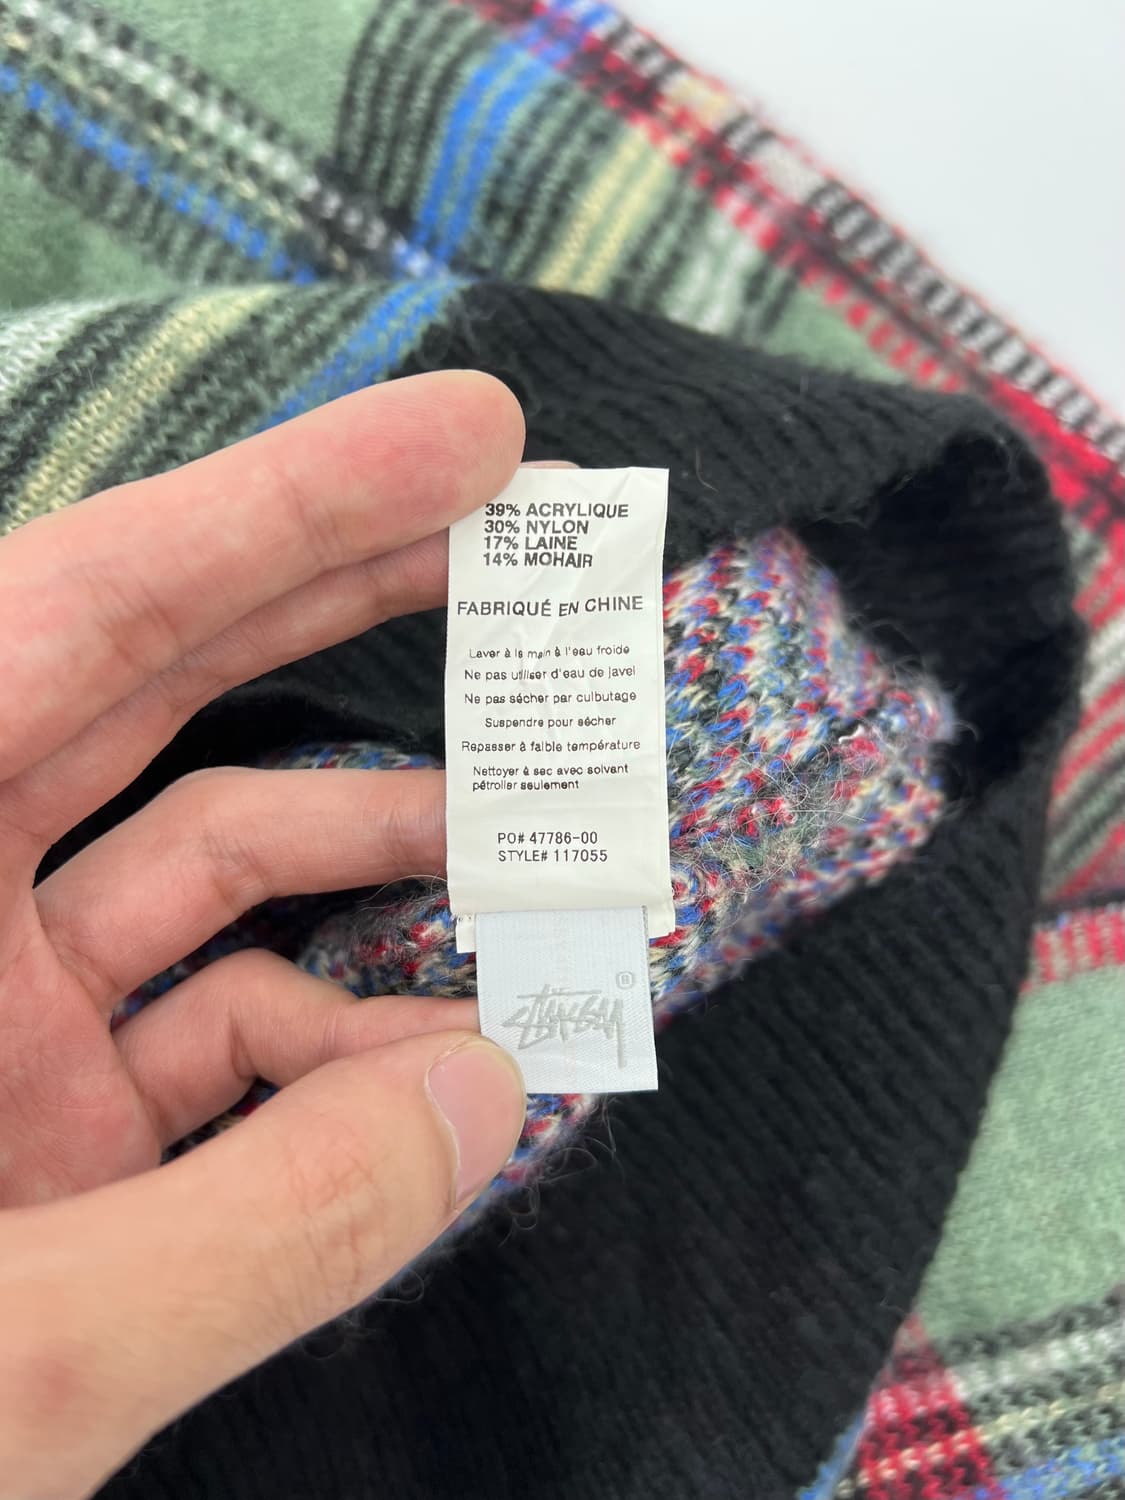 39% ACRYLIQUE
30% NYLON
17% LAINE
14% MOHAIR
FABRIQUÉ EN CHINE
Laver à la main à l'eau froide
Ne pas utiliser d'eau de javel
Ne pas sécher par culbutage
Suspendre pour sécher
Repasser à faible température
Nettoyer à sec avec solvant
pétrolier seulement
PO# 47786-00
STYLE# 117055
STÜSSY ®